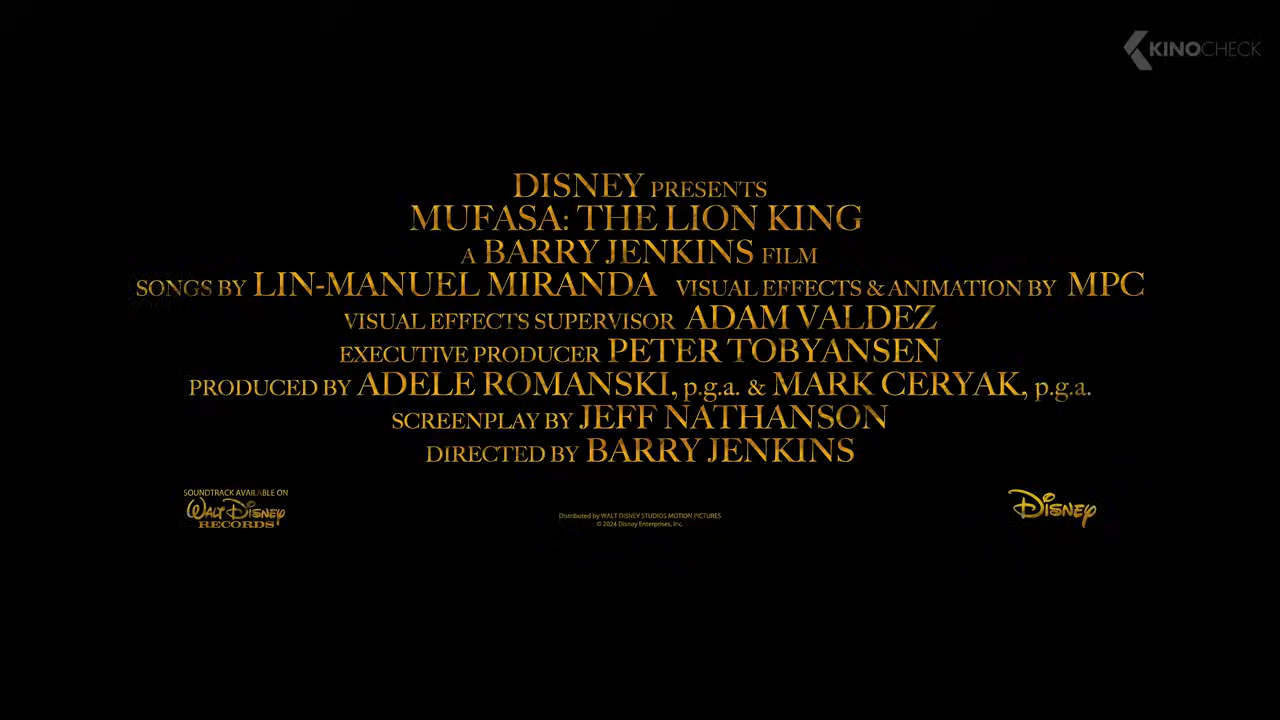 KINOCHECK
DISNEY PRESENTS
MUFASA: THE LION KING
A BARRY JENKINS FILM
SONGS BY LIN-MANUEL MIRANDA VISUAL EFFECTS & ANIMATION BY MPC
VISUAL EFFECTS SUPERVISOR ADAM VALDEZ
EXECUTIVE PRODUCER PETER TOBYANSEN
PRODUCED BY ADELE ROMANSKI, p.g.a. & MARK CERYAK, p.g.a.
SCREENPLAY BY JEFF NATHANSON
DIRECTED BY BARRY JENKINS
SOUNDTRACK AVAILABLE ON
WALT DISNEY
RECORDS
Distributed by WALT DISNEY STUDIOS MOTION PICTURES
© 2024 Disney Enterprises, Inc.
DISNEY